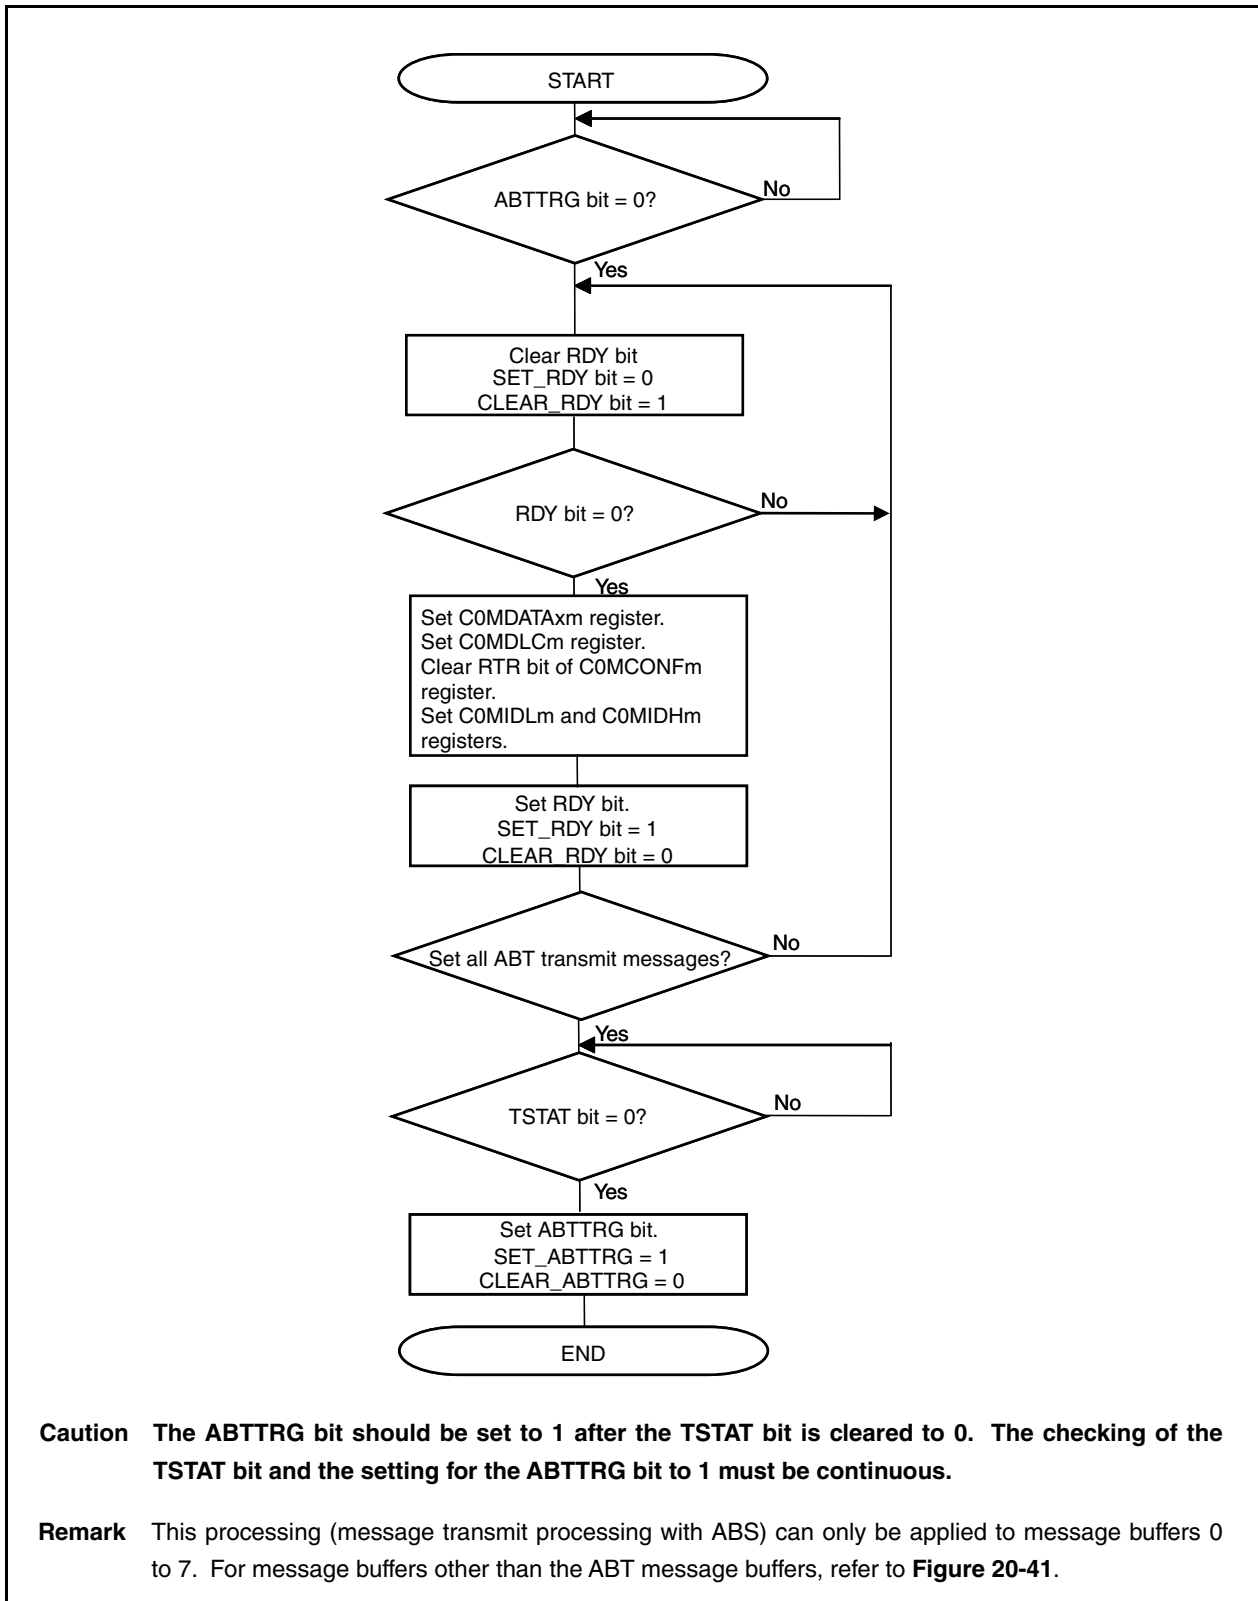 START
ABTTRG bit = 0?
No
Yes
Clear RDY bit
SET_RDY bit = 0
CLEAR_RDY bit = 1
RDY bit = 0?
No
Yes
Set C0MDATAxm register.
Set C0MDLCm register.
Clear RTR bit of C0MCONFm
register.
Set C0MIDLm and C0MIDHm
registers.
Set RDY bit.
SET_RDY bit = 1
CLEAR_RDY bit = 0
Set all ABT transmit messages?
No
Yes
TSTAT bit = 0?
No
Yes
Set ABTTRG bit.
SET_ABTTRG = 1
CLEAR_ABTTRG = 0
END
Caution The ABTTRG bit should be set to 1 after the TSTAT bit is cleared to 0. The checking of the
TSTAT bit and the setting for the ABTTRG bit to 1 must be continuous.
Remark This processing (message transmit processing with ABS) can only be applied to message buffers 0
to 7. For message buffers other than the ABT message buffers, refer to Figure 20-41.